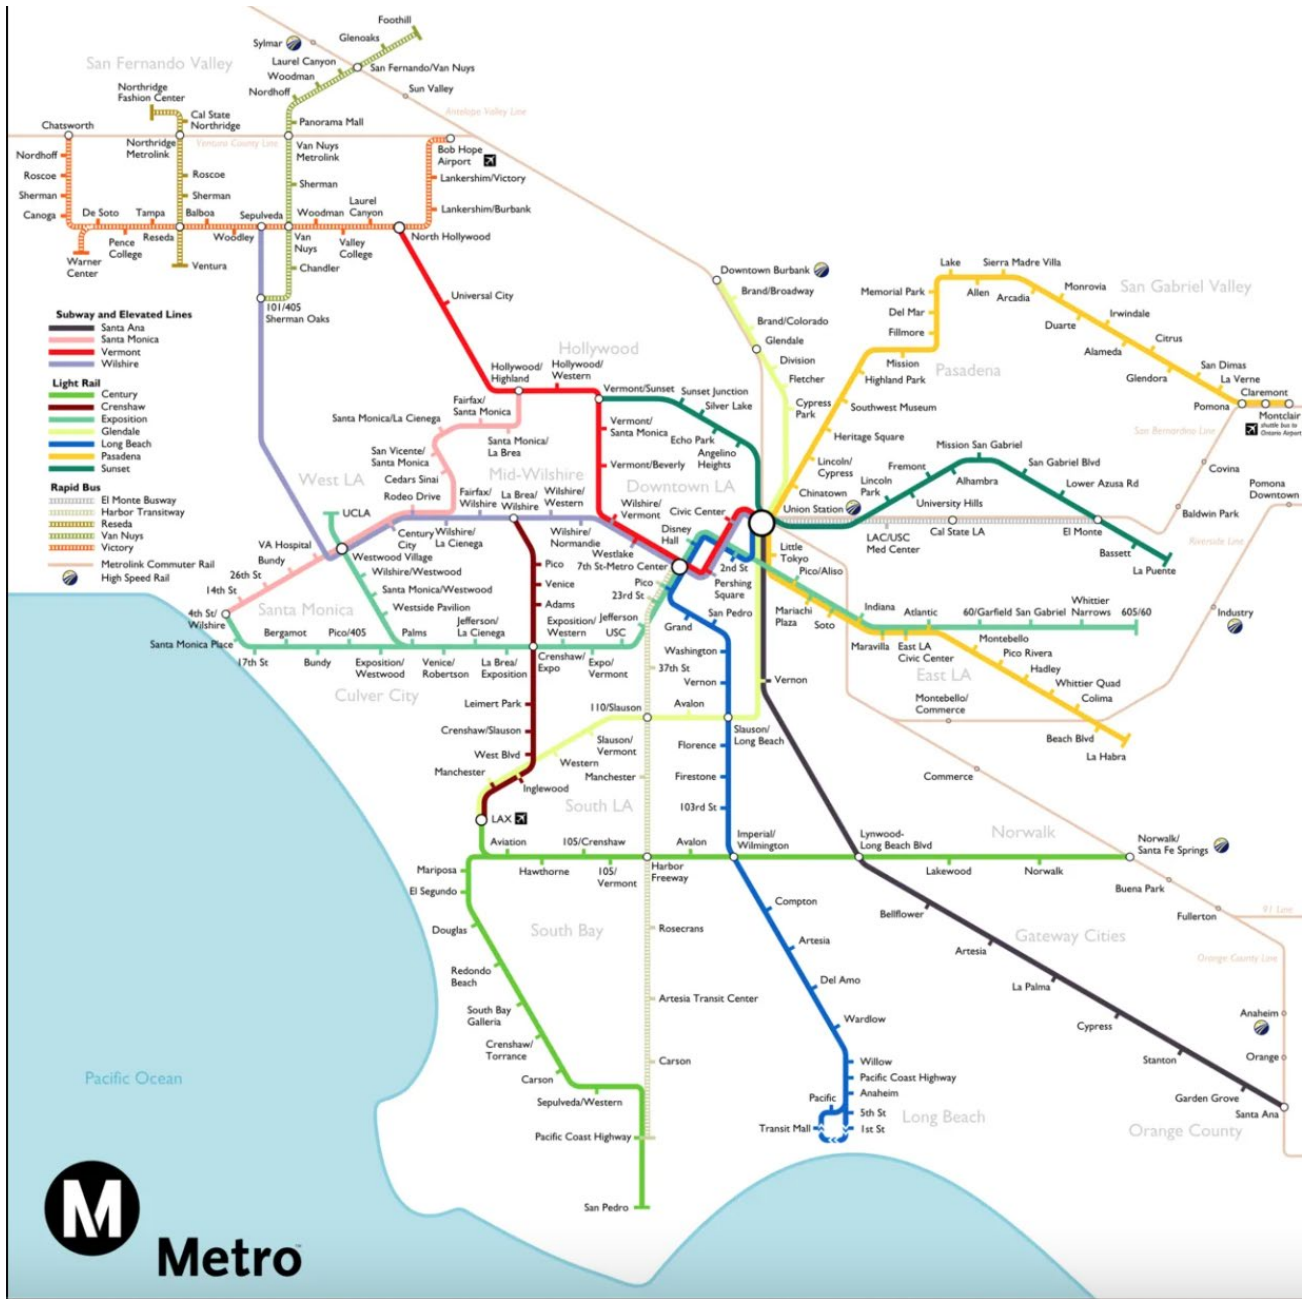 Foothill
Glenoaks
Sylmar
Laurel Canyon
San Fernando/Van Nuys
San Fernando Valley
Woodman
Nordhoff
Sun Valley
Northridge
Fashion Center
Cal State
Northridge
Panorama Mall
Antelope Valley Line
Chatsworth
Northridge
Metrolink
Ventura County Line
Van Nuys
Metrolink
Bob Hope
Airport
Nordhoff
Roscoe
Sherman
Canoga
Roscoe
Sherman
Sherman
Lankershim/Victory
Lankershim/Burbank
De Soto
Tampa
Balboa
Sepulveda
Woodman
Laurel
Canyon
Pence
College
Reseda
Woodley
Van
Nuys
Valley
College
North Hollywood
Warner
Center
Ventura
Chandler
101/405
Sherman Oaks
Universal City
Downtown Burbank
Brand/Broadway
Brand/Colorado
Glendale
Division
Fletcher
Cypress
Park
Lake
Sierra Madre Villa
Memorial Park
Allen
Arcadia
Monrovia
San Gabriel Valley
Del Mar
Duarte
Irwindale
Fillmore
Alameda
Citrus
Mission
Pasadena
Glendora
San Dimas
La Verne
Highland Park
Pomona
Claremont
Montclair
shuttle bus to
Ontario Airport
Southwest Museum
Heritage Square
San Bernardino Line
Lincoln/
Cypress
Chinatown
Union Station
Subway and Elevated Lines
Santa Ana
Santa Monica
Vermont
Wilshire
Light Rail
Century
Crenshaw
Exposition
Glendale
Long Beach
Pasadena
Sunset
Rapid Bus
El Monte Busway
Harbor Transitway
Reseda
Van Nuys
Victory
Metrolink Commuter Rail
High Speed Rail
Hollywood
Hollywood/
Highland
Hollywood/
Western
Vermont/Sunset
Sunset Junction
Silver Lake
Echo Park
Angelino
Heights
Fairfax/
Santa Monica
Santa Monica/La Cienega
Santa Monica/
La Brea
San Vicente/
Santa Monica
Cedars Sinai
Rodeo Drive
Vermont/
Santa Monica
Vermont/Beverly
Mid-Wilshire
West LA
Downtown LA
Fairfax/
Wilshire
La Brea/
Wilshire
Wilshire/
Western
Wilshire/
Vermont
Civic Center
UCLA
Century
City
Wilshire/
La Cienega
Wilshire/
Normandie
Westlake
Disney
Hall
7th St-Metro Center
2nd St
Pershing
Square
Little
Tokyo
Pico/Aliso
Mission San Gabriel
Fremont
Alhambra
San Gabriel Blvd
Lincoln
Park
University Hills
Lower Azusa Rd
LAC/USC
Med Center
Cal State LA
El Monte
Bassett
La Puente
Covina
Pomona
Downtown
Baldwin Park
Riverside Line
Industry
VA Hospital
Bundy
26th St
14th St
4th St/
Wilshire
Santa Monica Place
Santa Monica
Westwood Village
Wilshire/Westwood
Santa Monica/Westwood
Westside Pavilion
17th St
Bergamot
Bundy
Pico/405
Exposition/
Westwood
Palms
Venice/
Robertson
Jefferson/
La Cienega
La Brea/
Exposition
Crenshaw/
Expo
Exposition/
Western
Expo/
Vermont
USC
Jefferson
23rd St
Pico
Culver City
Pico
Venice
Adams
Grand
San Pedro
Washington
Vernon
37th St
Mariachi
Plaza
Soto
Indiana
Maravilla
Atlantic
East LA
Civic Center
60/Garfield
San Gabriel
Whittier
Narrows
605/60
East LA
Montebello
Pico Rivera
Hadley
Whittier Quad
Colima
Beach Blvd
La Habra
Montebello/
Commerce
Commerce
Vernon
Leimert Park
Crenshaw/Slauson
West Blvd
Manchester
Inglewood
LAX
110/Slauson
Avalon
Slauson/
Vermont
Western
Manchester
Slauson/
Long Beach
Florence
Firestone
103rd St
South LA
Aviation
Hawthorne
105/Crenshaw
105/
Vermont
Harbor
Freeway
Avalon
Imperial/
Wilmington
Lynwood-
Long Beach Blvd
Lakewood
Norwalk
Norwalk
Norwalk/
Santa Fe Springs
Buena Park
Fullerton
91 Line
Orange County Line
Anaheim
Orange
Mariposa
El Segundo
Douglas
Redondo
Beach
South Bay
Galleria
Crenshaw/
Torrance
Carson
Sepulveda/Western
Pacific Coast Highway
San Pedro
South Bay
Rosecrans
Artesia Transit Center
Carson
Compton
Artesia
Del Amo
Wardlow
Willow
Pacific Coast Highway
Anaheim
5th St
1st St
Pacific
Transit Mall
Long Beach
Gateway Cities
Bellflower
Artesia
La Palma
Cypress
Stanton
Garden Grove
Santa Ana
Orange County
Pacific Ocean
M
Metro